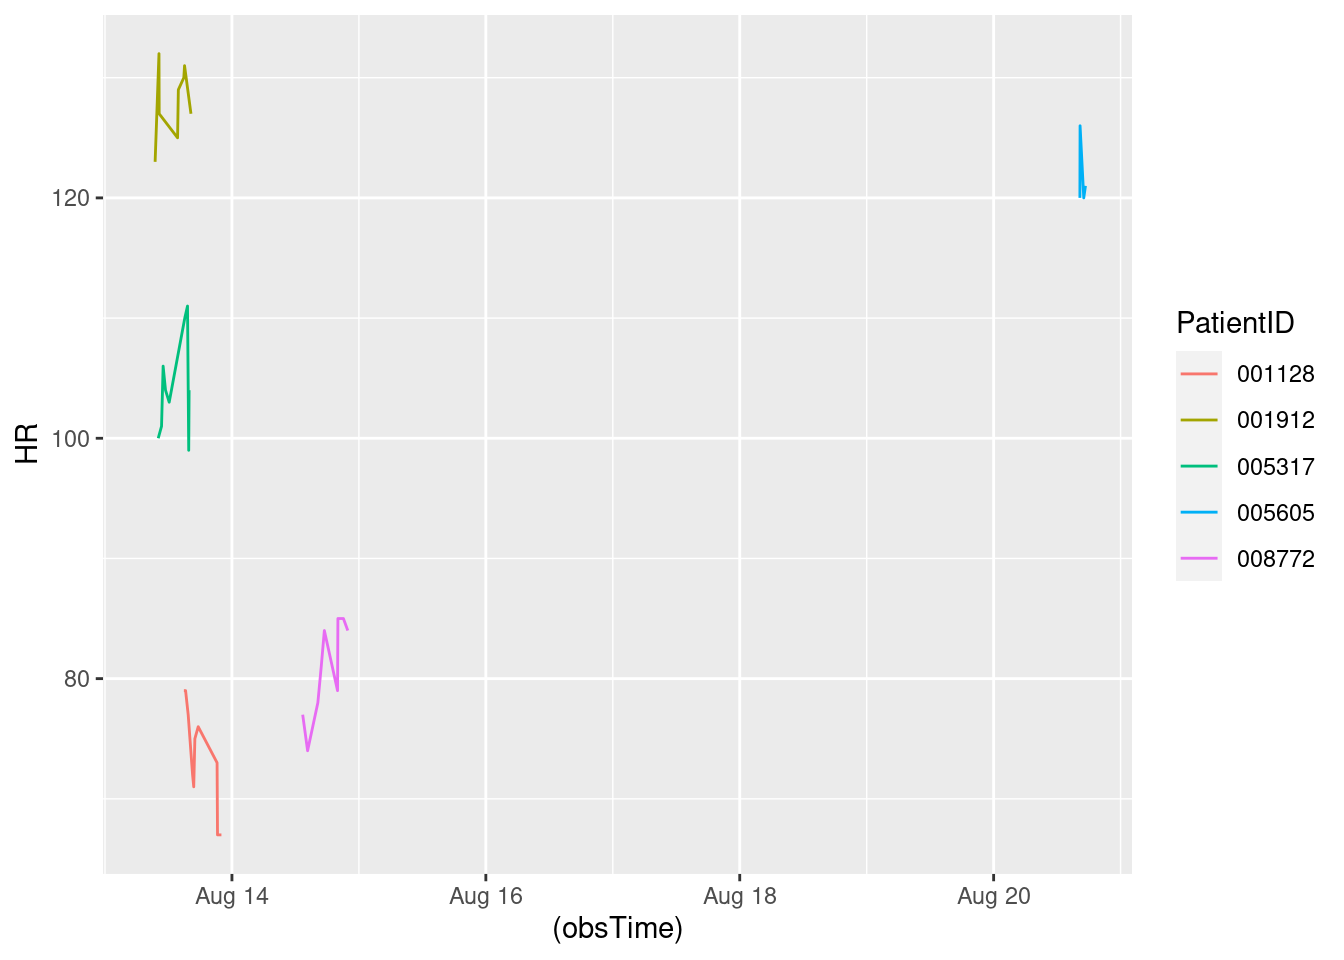 120
100
80
HR
Aug 14
Aug 16
Aug 18
Aug 20
(obsTime)
PatientID
001128
001912
005317
005605
008772